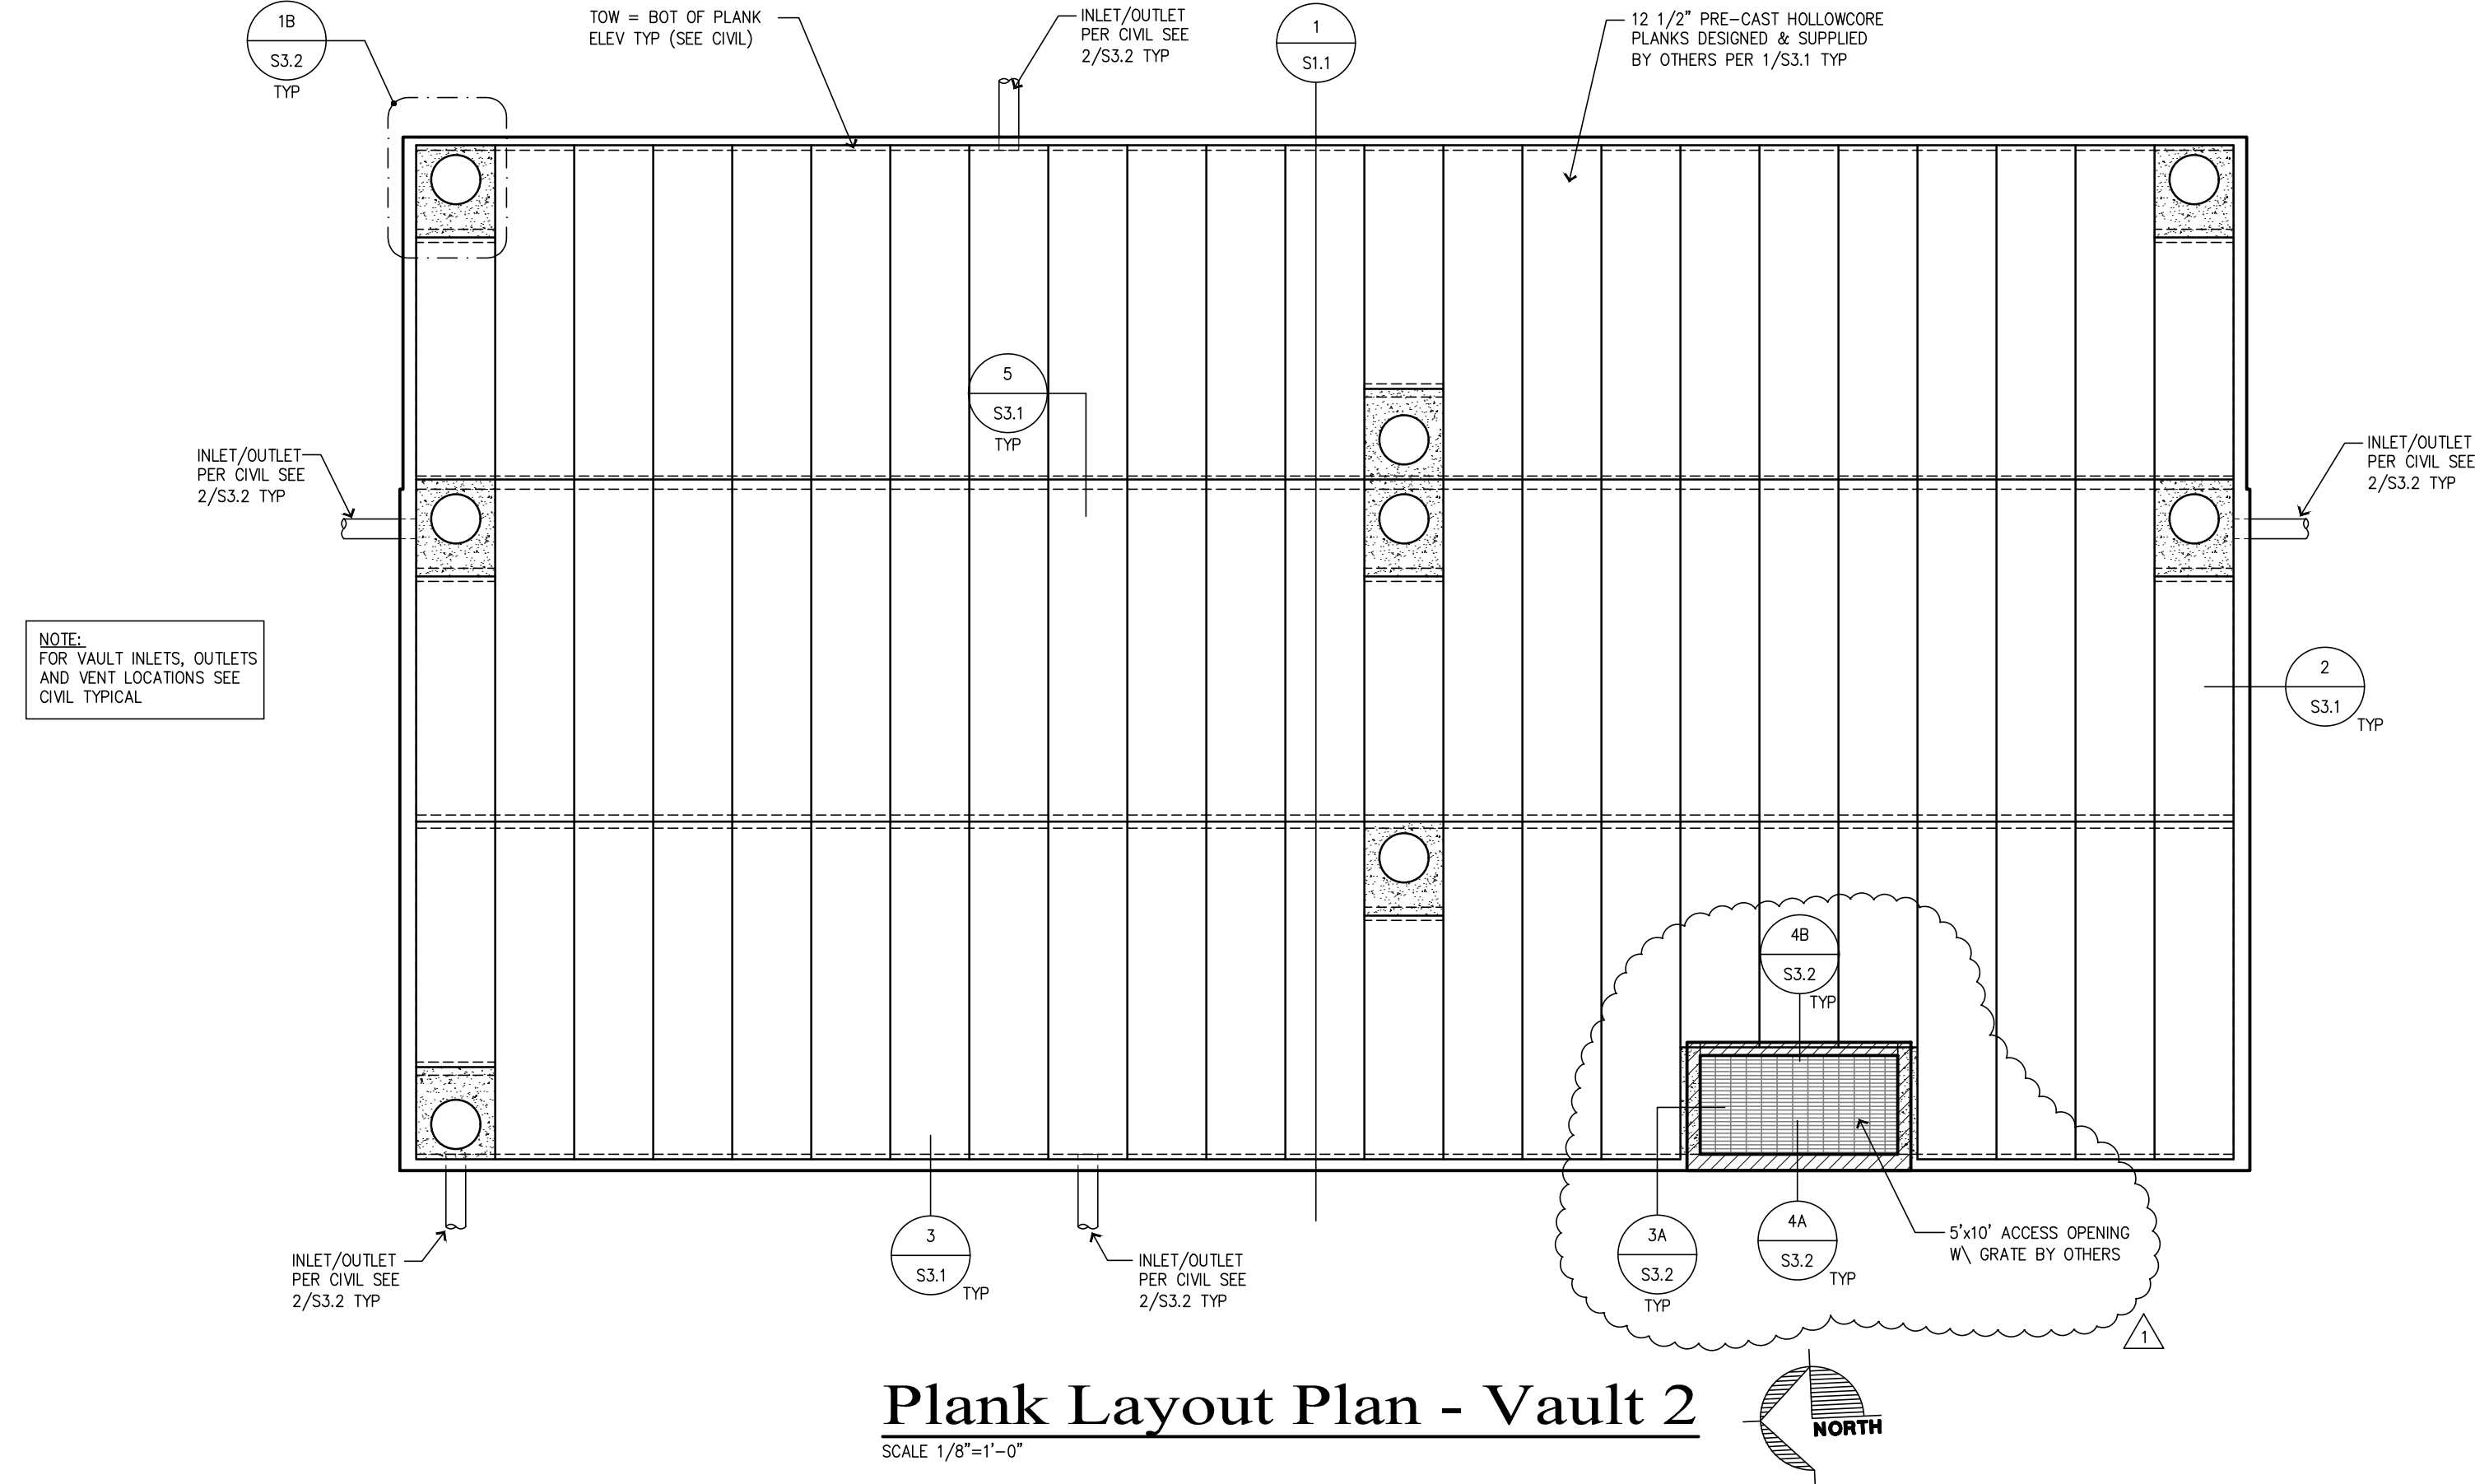 1B
S3.2
TYP
TOW = BOT OF PLANK
ELEV TYP (SEE CIVIL)
INLET/OUTLET
PER CIVIL SEE
2/S3.2 TYP
1
S1.1
12 1/2" PRE-CAST HOLLOWCORE
PLANKS DESIGNED & SUPPLIED
BY OTHERS PER 1/S3.1 TYP
5
S3.1
TYP
INLET/OUTLET
PER CIVIL SEE
2/S3.2 TYP
INLET/OUTLET
PER CIVIL SEE
2/S3.2 TYP
NOTE:
FOR VAULT INLETS, OUTLETS
AND VENT LOCATIONS SEE
CIVIL TYPICAL
2
S3.1
TYP
4B
S3.2
TYP
3
S3.1
TYP
3A
S3.2
TYP
4A
S3.2
TYP
5'x10' ACCESS OPENING
W\ GRATE BY OTHERS
INLET/OUTLET
PER CIVIL SEE
2/S3.2 TYP
INLET/OUTLET
PER CIVIL SEE
2/S3.2 TYP
1
Plank Layout Plan - Vault 2
SCALE 1/8"=1'-0"
NORTH